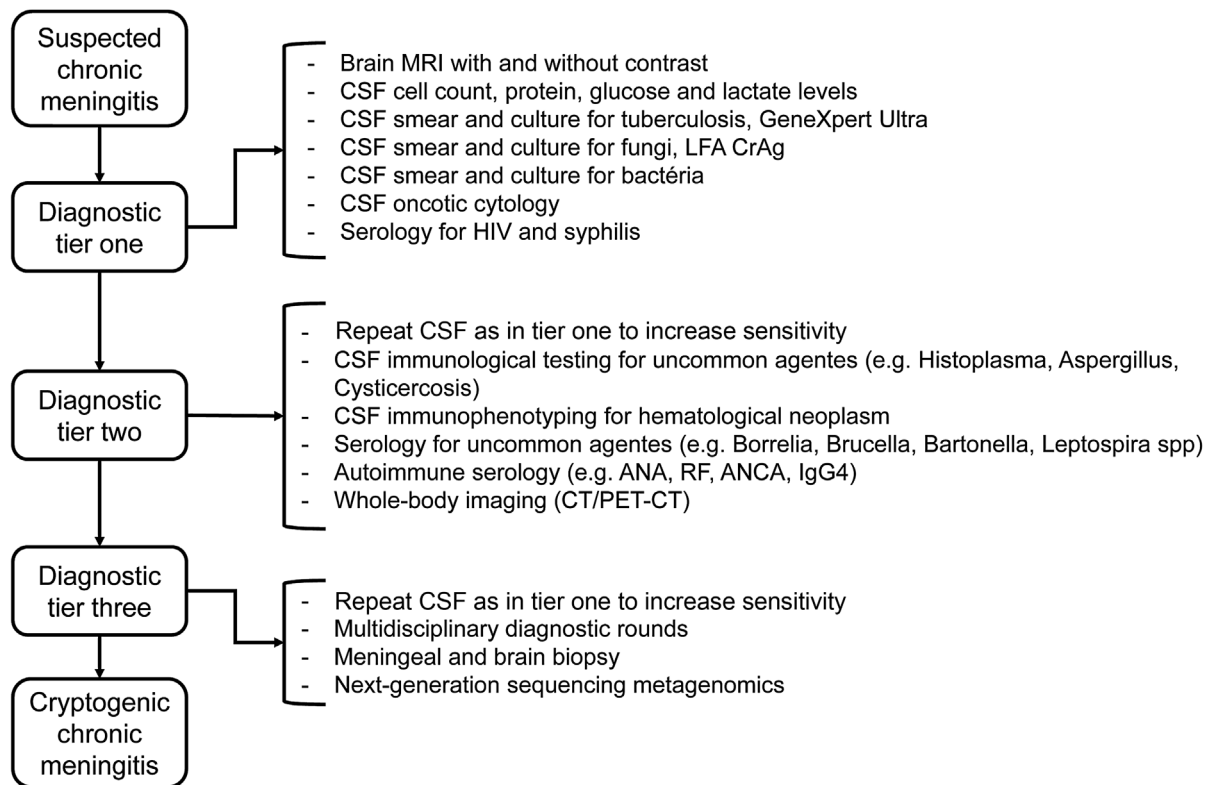 Suspected
chronic
meningitis
- Brain MRI with and without contrast
- CSF cell count, protein, glucose and lactate levels
- CSF smear and culture for tuberculosis, GeneXpert Ultra
- CSF smear and culture for fungi, LFA CrAg
- CSF smear and culture for bactéria
- CSF oncotic cytology
- Serology for HIV and syphilis
Diagnostic
tier one
- Repeat CSF as in tier one to increase sensitivity
- CSF immunological testing for uncommon agentes (e.g. Histoplasma, Aspergillus,
Cysticercosis)
- CSF immunophenotyping for hematological neoplasm
- Serology for uncommon agentes (e.g. Borrelia, Brucella, Bartonella, Leptospira spp)
- Autoimmune serology (e.g. ANA, RF, ANCA, IgG4)
- Whole-body imaging (CT/PET-CT)
Diagnostic
tier two
Diagnostic
tier three
- Repeat CSF as in tier one to increase sensitivity
- Multidisciplinary diagnostic rounds
- Meningeal and brain biopsy
- Next-generation sequencing metagenomics
Cryptogenic
chronic
meningitis